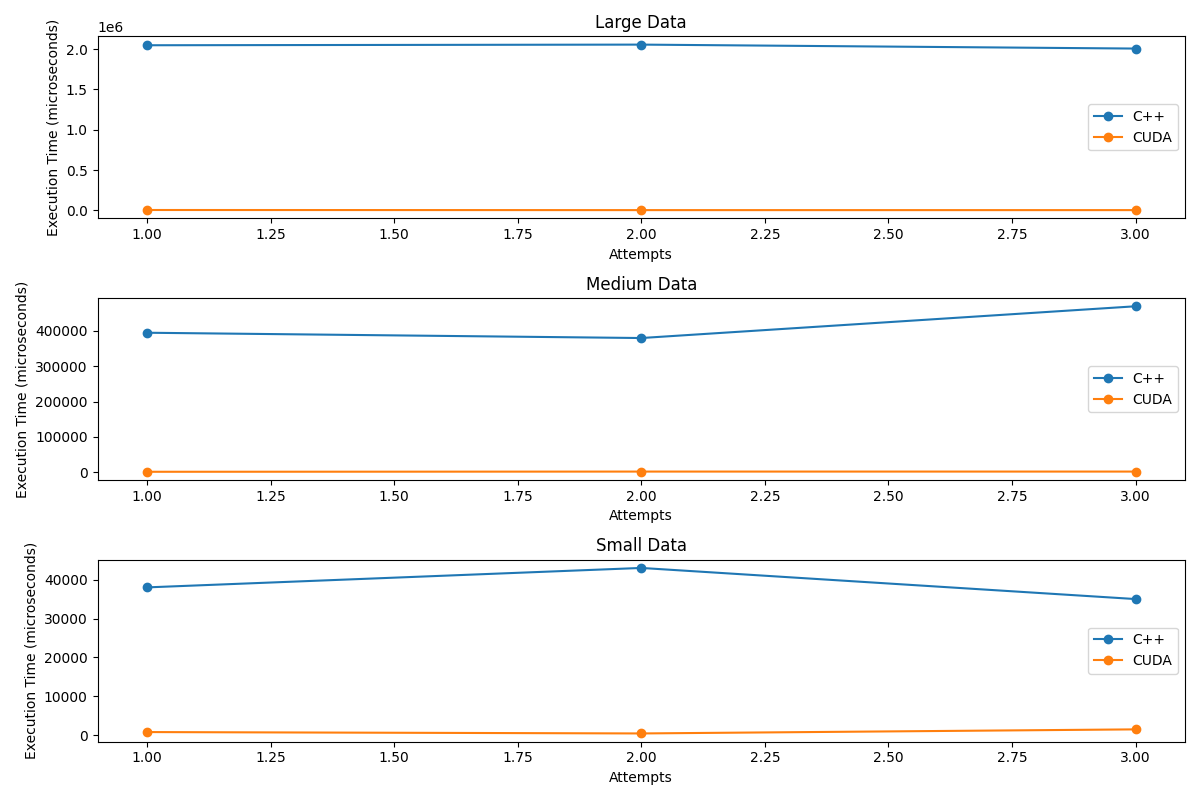 Large Data
1e6
Execution Time (microseconds)
2.0
1.5
1.0
0.5
0.0
C++
CUDA
1.00 1.25 1.50 1.75 2.00 2.25 2.50 2.75 3.00
Attempts
Medium Data
Execution Time (microseconds)
400000
300000
200000
100000
0
C++
CUDA
1.00 1.25 1.50 1.75 2.00 2.25 2.50 2.75 3.00
Attempts
Small Data
Execution Time (microseconds)
40000
30000
20000
10000
0
C++
CUDA
1.00 1.25 1.50 1.75 2.00 2.25 2.50 2.75 3.00
Attempts